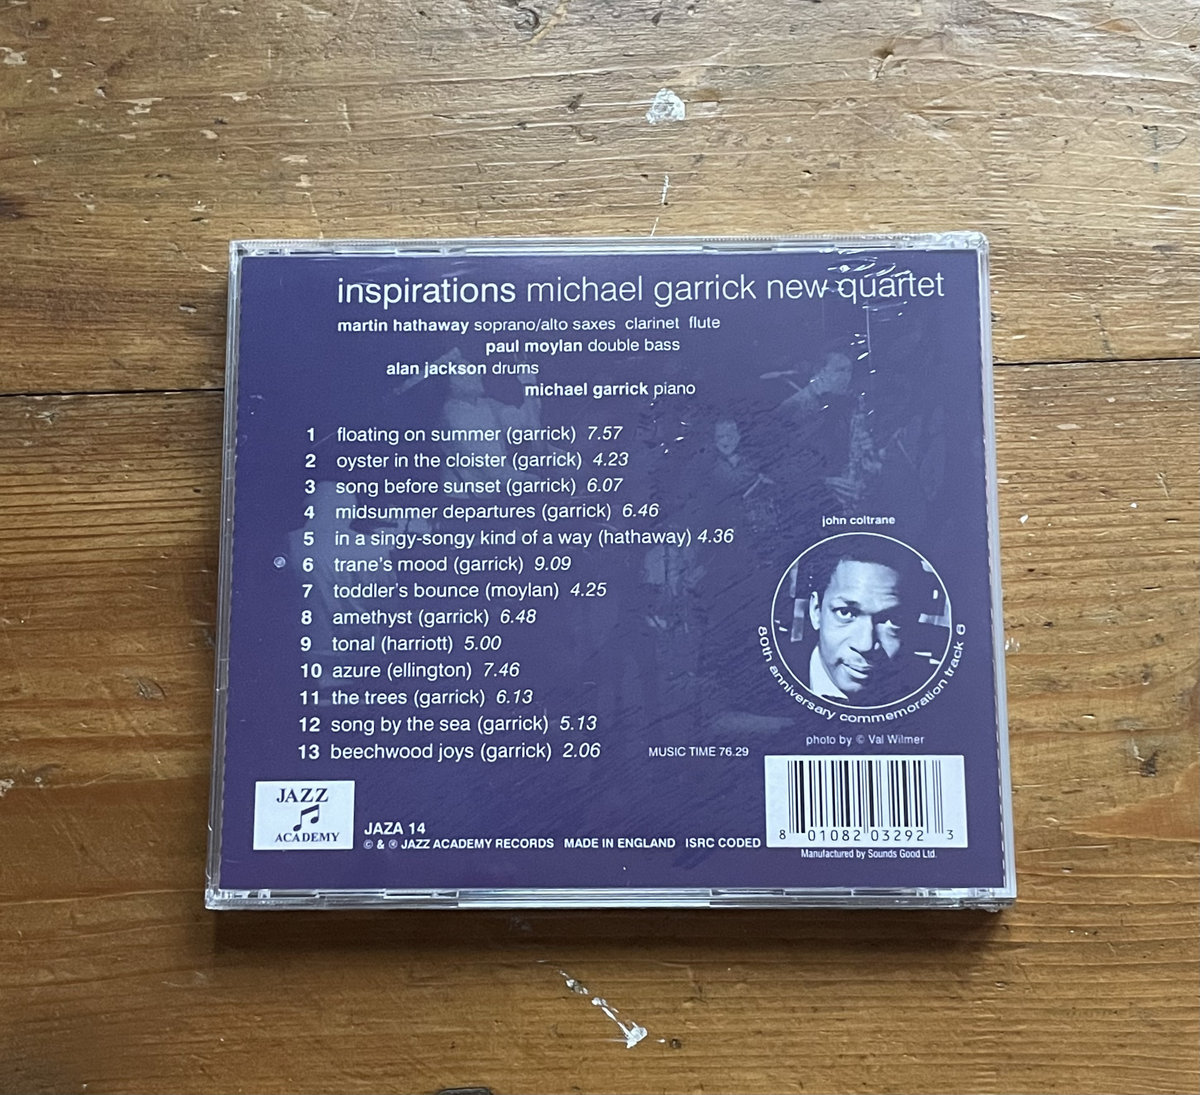 inspirations michael garrick new quartet
martin hathaway soprano/alto saxes clarinet flute
paul moylan double bass
alan jackson drums
michael garrick piano
1 floating on summer (garrick) 7.57
2 oyster in the cloister (garrick) 4.23
3 song before sunset (garrick) 6.07
4 midsummer departures (garrick) 6.46
5 in a singy-songy kind of a way (hathaway) 4.36
6 trane's mood (garrick) 9.09
7 toddler's bounce (moylan) 4.25
8 amethyst (garrick) 6.48
9 tonal (harriott) 5.00
10 azure (ellington) 7.46
11 the trees (garrick) 6.13
12 song by the sea (garrick) 5.13
13 beechwood joys (garrick) 2.06
MUSIC TIME 76.29
john coltrane
80th anniversary commemoration track 6
photo by © Val Wilmer
JAZZ
ACADEMY
JAZA 14
© & ℗ JAZZ ACADEMY RECORDS MADE IN ENGLAND ISRC CODED
8 01082 03292 3
Manufactured by Sounds Good Ltd.